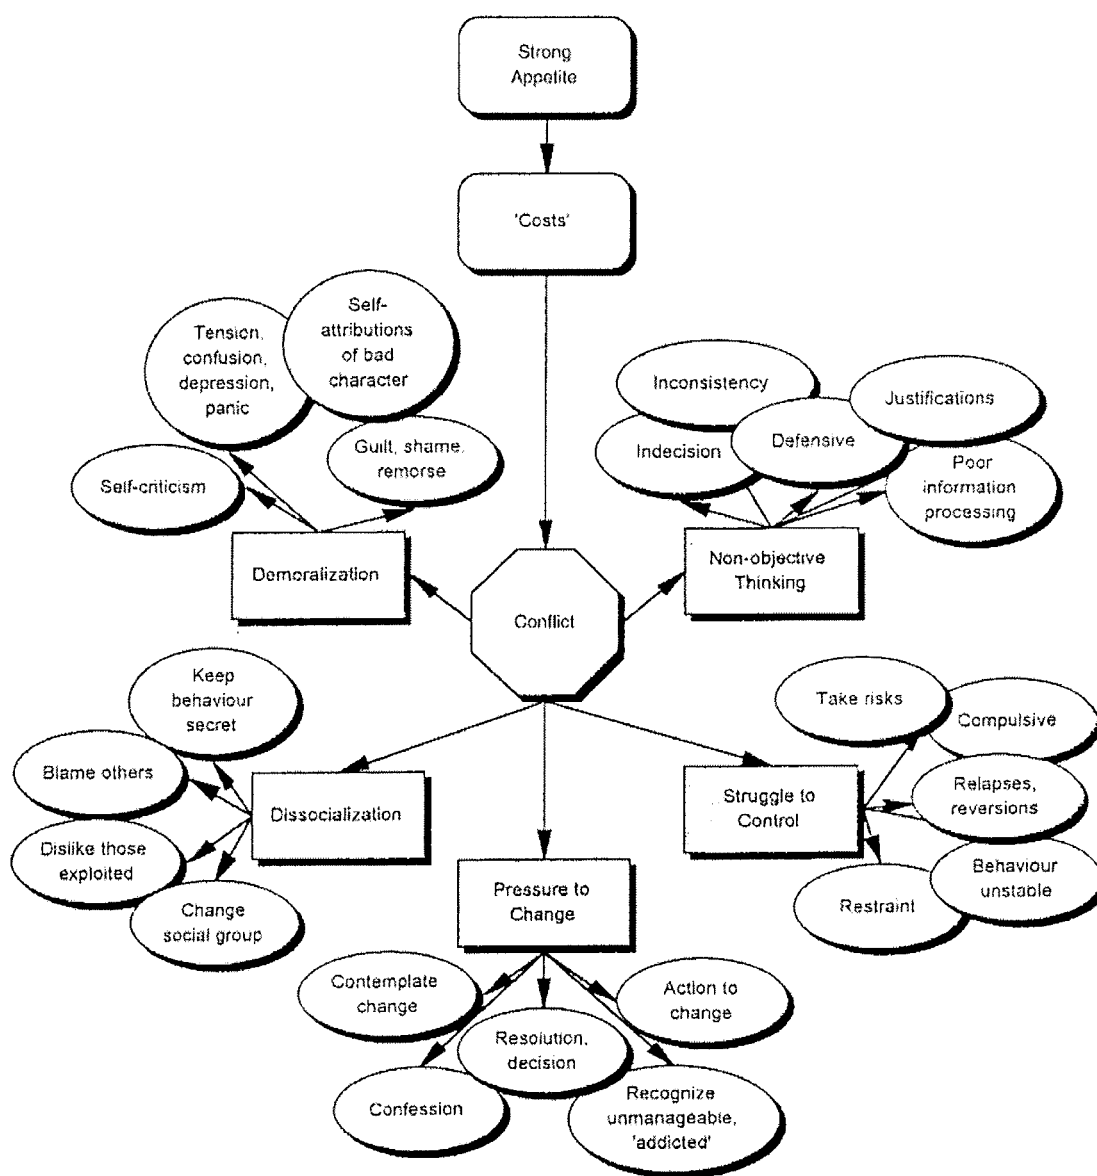 Strong
Appetite
'Costs'
Self-
attributions
of bad
character
Tension,
confusion,
depression,
panic
Guilt, shame,
remorse
Self-criticism
Inconsistency
Justifications
Indecision
Defensive
Poor
information
processing
Demoralization
Non-objective
Thinking
Conflict
Keep
behaviour
secret
Blame others
Dislike those
exploited
Change
social group
Dissocialization
Take risks
Compulsive
Relapses,
reversions
Behaviour
unstable
Restraint
Struggle to
Control
Pressure to
Change
Contemplate
change
Action to
change
Resolution,
decision
Confession
Recognize
unmanageable,
'addicted'